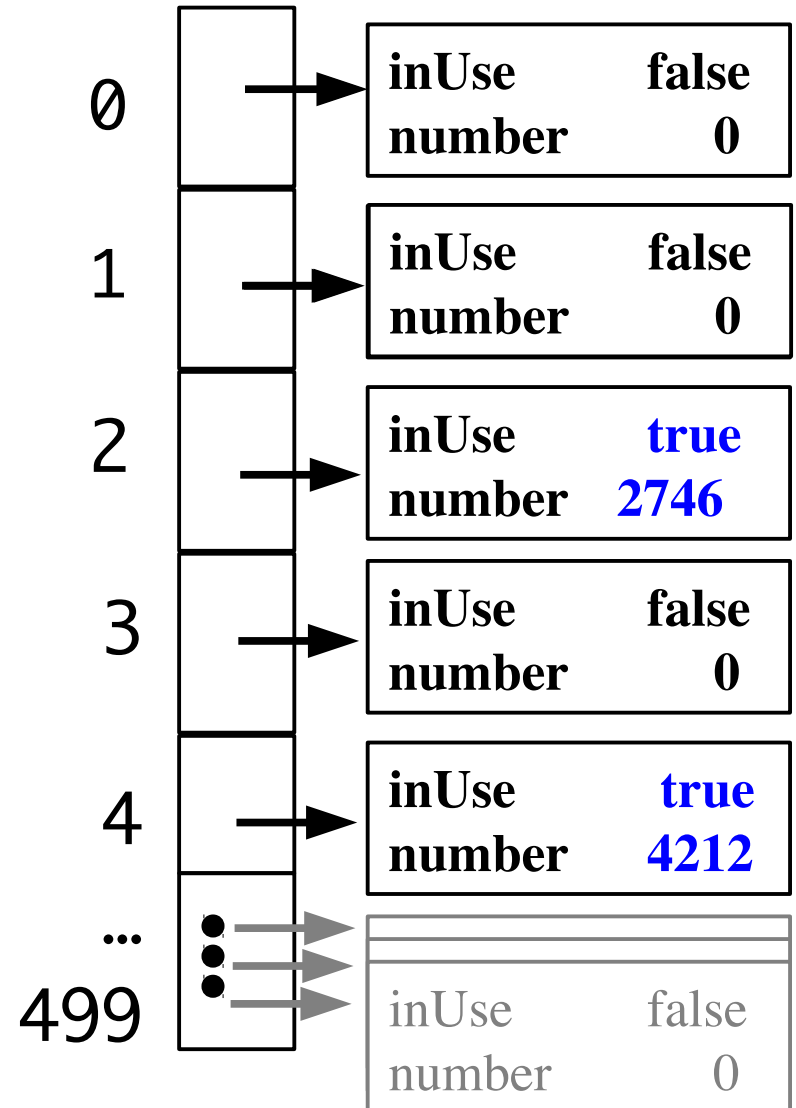 0
inUse false
number 0
1
inUse false
number 0
2
inUse true
number 2746
3
inUse false
number 0
4
inUse true
number 4212
…
499
inUse false
number 0